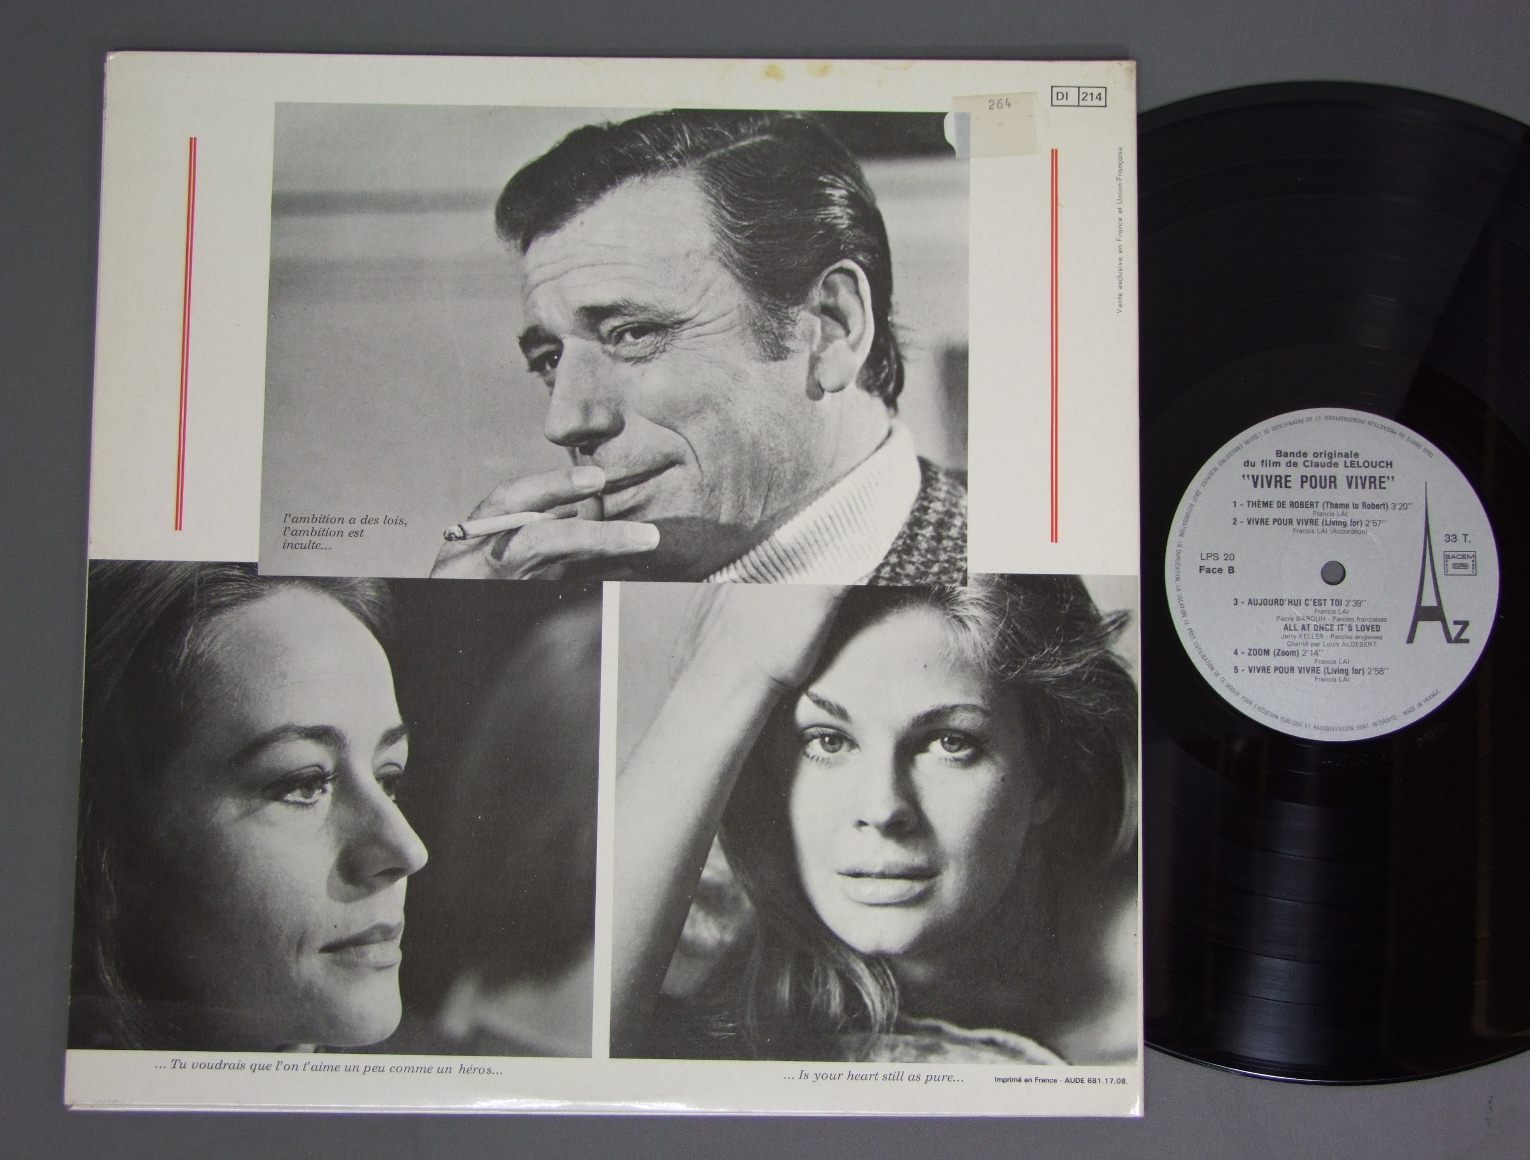 264
DI 214
Vente exclusive en France et Union Française
l'ambition a des lois,
l'ambition est
inculte...
... Tu voudrais que l'on t'aime un peu comme un héros...
... Is your heart still as pure...
Imprimé en France - AUDE 681.17.08.
Bande originale
du film de Claude LELOUCH
"VIVRE POUR VIVRE"
1 - THÈME DE ROBERT (Theme to Robert) 3'20"
Francis LAI
2 - VIVRE POUR VIVRE (Living for) 2'57"
Francis LAI (Accordéon)
LPS 20
Face B
33 T.
SACEM
3 - AUJOURD'HUI C'EST TOI 2'39"
Francis LAI
Pierre BAROUH - Paroles françaises
ALL AT ONCE IT'S LOVED
Jerry KELLER - Paroles anglaises
Chanté par Louis ALDEBERT
4 - ZOOM (Zoom) 2'14"
Francis LAI
5 - VIVRE POUR VIVRE (Living for) 2'58"
Francis LAI
AZ